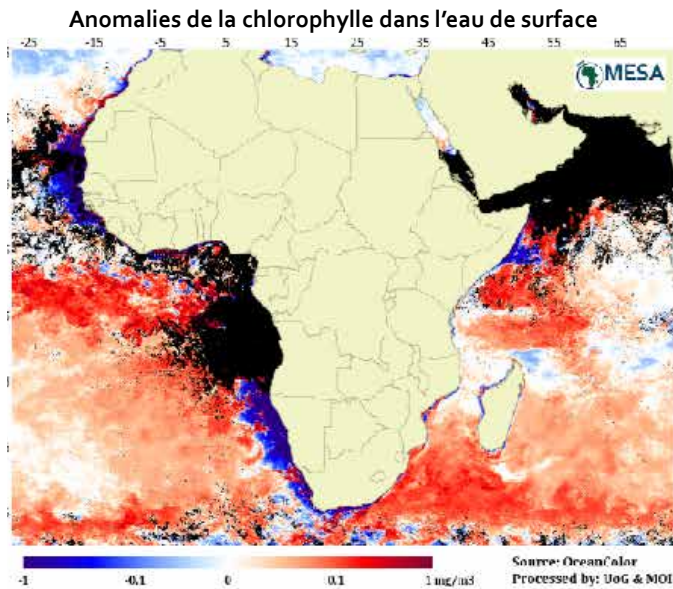 Anomalies de la chlorophylle dans l'eau de surface
-25 -15 -5 5 15 25 35 45 55 65
MESA
-1 -0.1 0 0.1 1 mg/m3
Source: OceanColor
Processed by: UoG & MOI